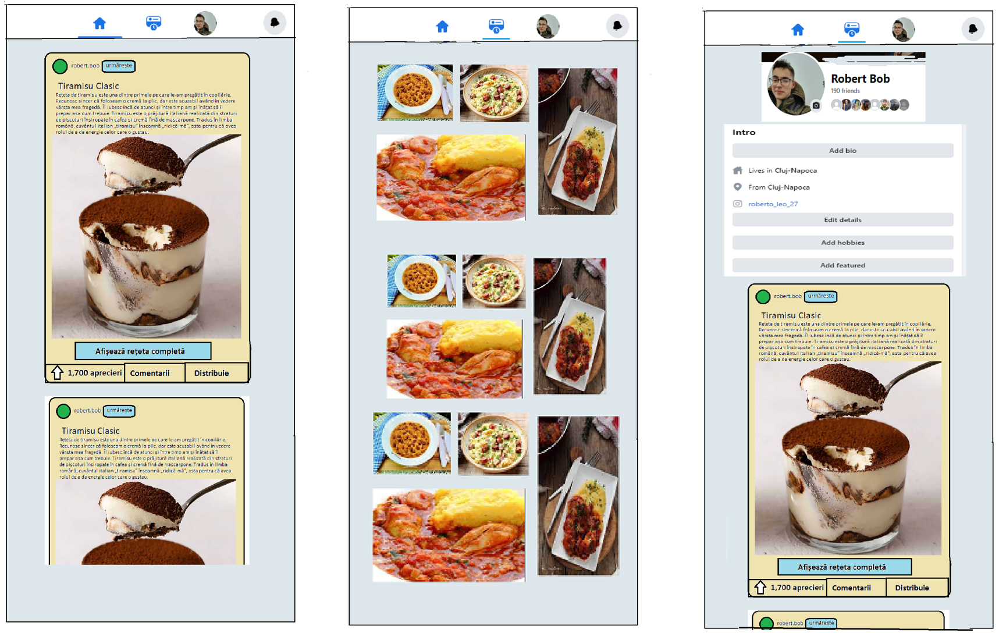 robert.bob urmărește
Tiramisu Clasic
Rețeta de tiramisu este una dintre primele pe care le-am pregătit în copilărie.
Recunosc sincer că foloseam o cremă la plic, dar este scuzabil având în vedere
vârsta mea fragedă. Îl iubesc încă de atunci și între timp am și înățat să îl
prepar așa cum trebuie. Tiramisu este o prăjitură italiană realizată din straturi
de pișcoturi însiropate în cafea și cremă fină de mascarpone. Tradus în limba
română, cuvântul italian „tiramisu” înseamnă „ridică-mă”, asta pentru că avea
rolul de a da energie celor care o gustau.
Afișează rețeta completă
1,700 aprecieri Comentarii Distribuie
robert.bob urmărește
Tiramisu Clasic
Rețeta de tiramisu este una dintre primele pe care le-am pregătit în copilărie.
Recunosc sincer că foloseam o cremă la plic, dar este scuzabil având în vedere
vârsta mea fragedă. Îl iubesc încă de atunci și între timp am și înățat să îl
prepar așa cum trebuie. Tiramisu este o prăjitură italiană realizată din straturi
de pișcoturi însiropate în cafea și cremă fină de mascarpone. Tradus în limba
română, cuvântul italian „tiramisu” înseamnă „ridică-mă”, asta pentru că avea
rolul de a da energie celor care o gustau.
Robert Bob
190 friends
Intro
Add bio
Lives in Cluj-Napoca
From Cluj-Napoca
roberto_leo_27
Edit details
Add hobbies
Add featured
robert.bob urmărește
Tiramisu Clasic
Rețeta de tiramisu este una dintre primele pe care le-am pregătit în copilărie.
Recunosc sincer că foloseam o cremă la plic, dar este scuzabil având în vedere
vârsta mea fragedă. Îl iubesc încă de atunci și între timp am și înățat să îl
prepar așa cum trebuie. Tiramisu este o prăjitură italiană realizată din straturi
de pișcoturi însiropate în cafea și cremă fină de mascarpone. Tradus în limba
română, cuvântul italian „tiramisu” înseamnă „ridică-mă”, asta pentru că avea
rolul de a da energie celor care o gustau.
Afișează rețeta completă
1,700 aprecieri Comentarii Distribuie
robert.bob urmărește